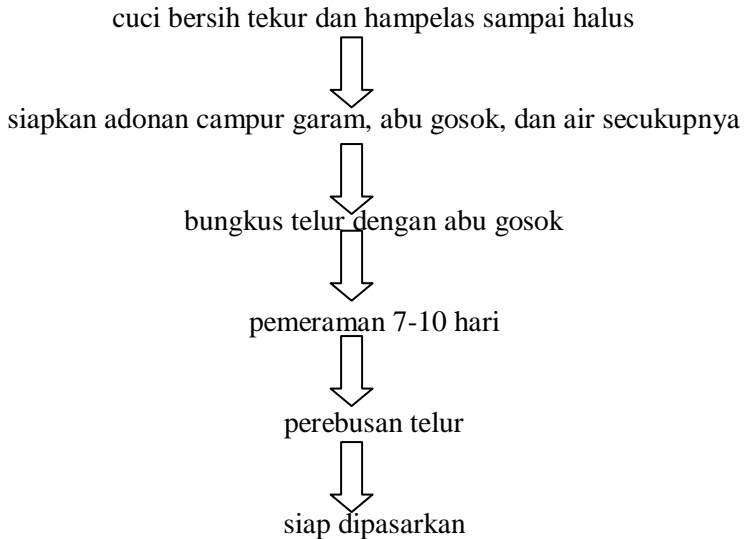 cuci bersih tekur dan hampelas sampai halus
siapkan adonan campur garam, abu gosok, dan air secukupnya
bungkus telur dengan abu gosok
pemeraman 7-10 hari
perebusan telur
siap dipasarkan